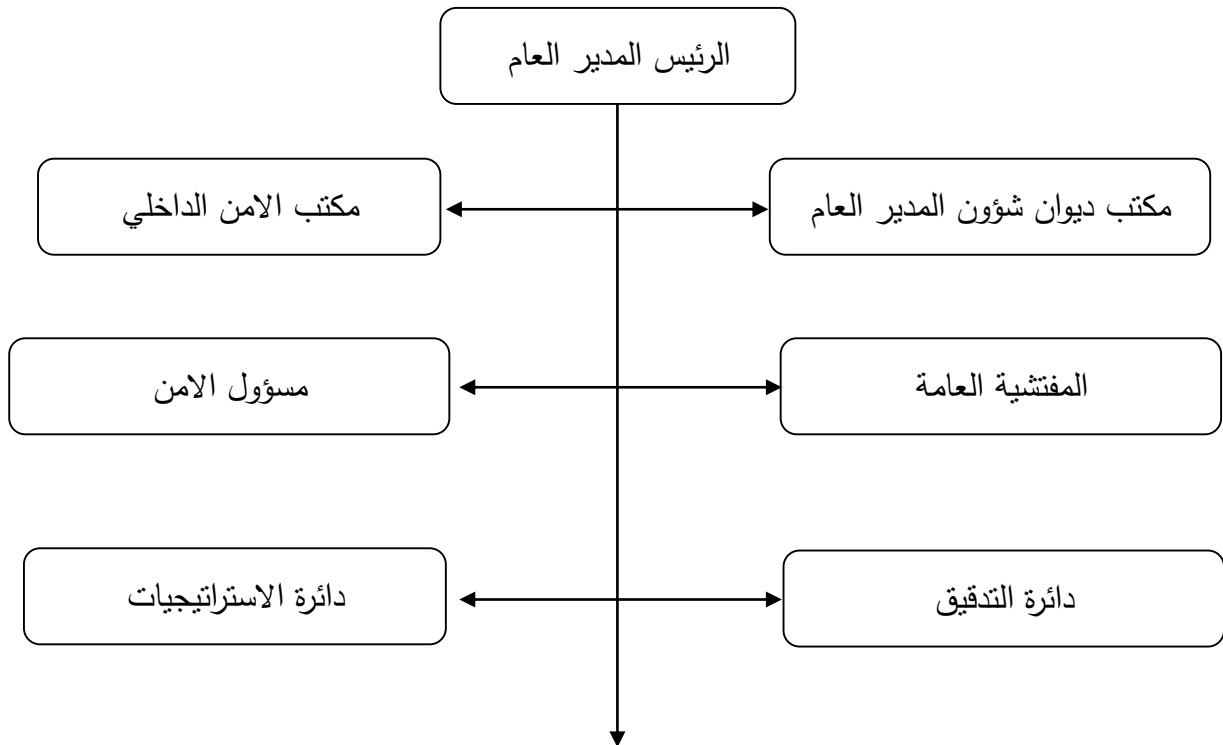 الرئيس المدير العام
مكتب ديوان شؤون المدير العام
مكتب الامن الداخلي
المفتشية العامة
مسؤول الامن
دائرة التدقيق
دائرة الاستراتيجيات